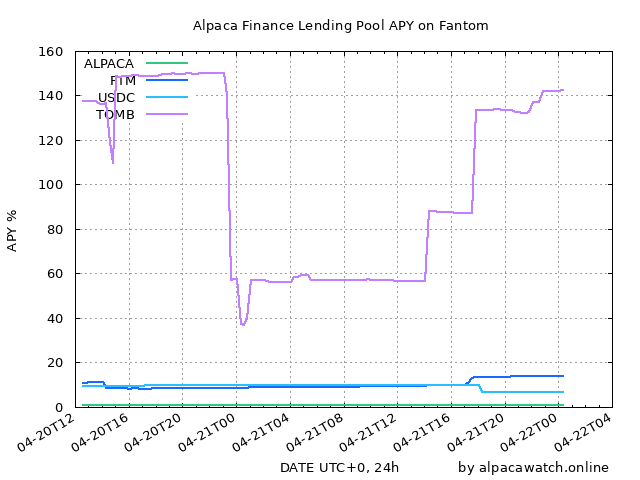 Alpaca Finance Lending Pool APY on Fantom
APY %
160
140
120
100
80
60
40
20
0
ALPACA
FTM
USDC
TOMB
04-20T12
04-20T16
04-20T20
04-21T00
04-21T04
04-21T08
04-21T12
04-21T16
04-21T20
04-22T00
04-22T04
DATE UTC+0, 24h
by alpacawatch.online